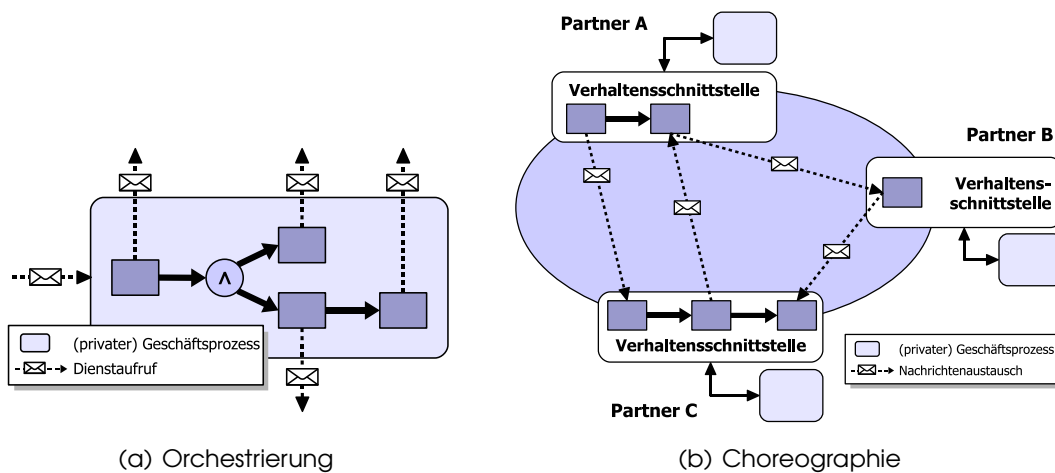 ∧
(privater) Geschäftsprozess
Dienstaufruf
(a) Orchestrierung
Partner A
Verhaltensschnittstelle
Partner B
Verhaltens-
schnittstelle
Verhaltensschnittstelle
Partner C
(privater) Geschäftsprozess
Nachrichtenaustausch
(b) Choreographie